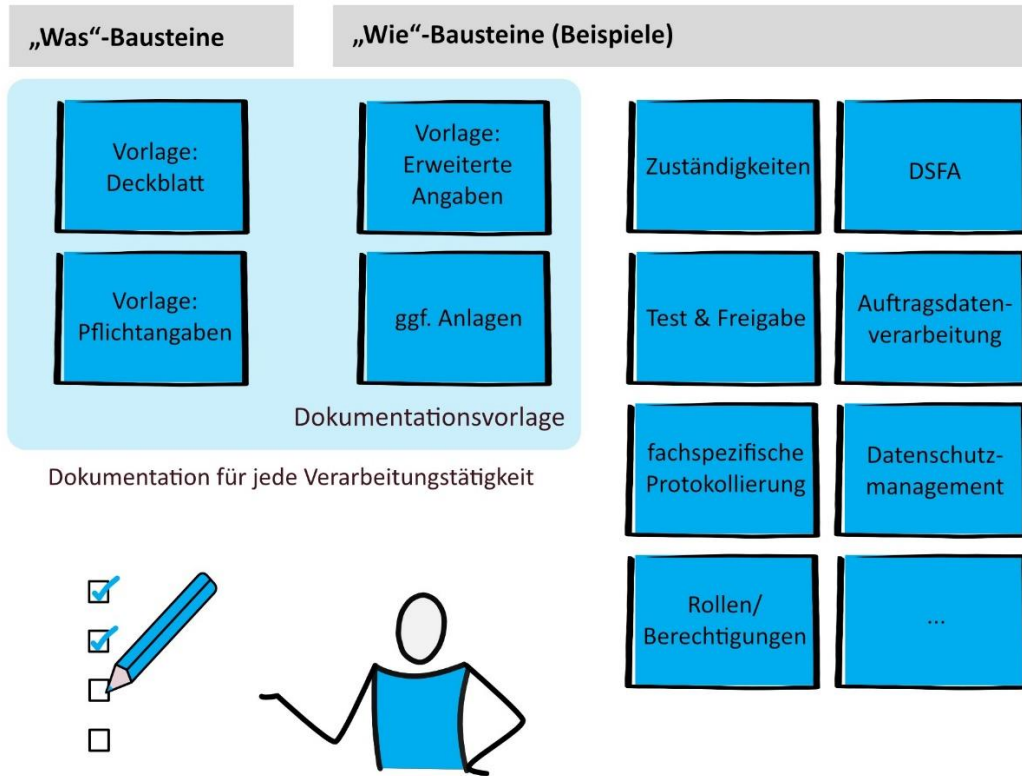 „Was“-Bausteine
„Wie“-Bausteine (Beispiele)
Vorlage:
Deckblatt
Vorlage:
Erweiterte
Angaben
Zuständigkeiten
DSFA
Vorlage:
Pflichtangaben
ggf. Anlagen
Test & Freigabe
Auftragsdaten-
verarbeitung
Dokumentationsvorlage
Dokumentation für jede Verarbeitungstätigkeit
fachspezifische
Protokollierung
Datenschutz-
management
Rollen/
Berechtigungen
...